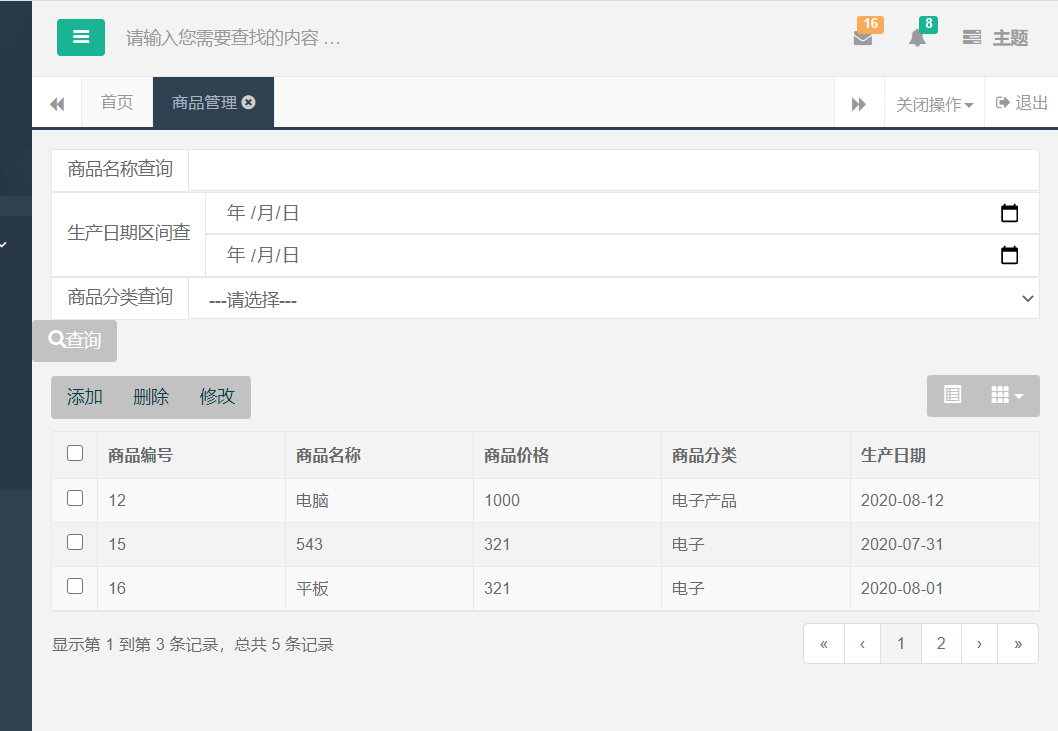 请输入您需要查找的内容 …
16
8
主题
首页
商品管理
关闭操作
退出
商品名称查询
生产日期区间查
年 /月/日
年 /月/日
商品分类查询
---请选择---
查询
添加 删除 修改
商品编号 商品名称 商品价格 商品分类 生产日期
12 电脑 1000 电子产品 2020-08-12
15 543 321 电子 2020-07-31
16 平板 321 电子 2020-08-01
显示第 1 到第 3 条记录，总共 5 条记录
« ‹ 1 2 › »